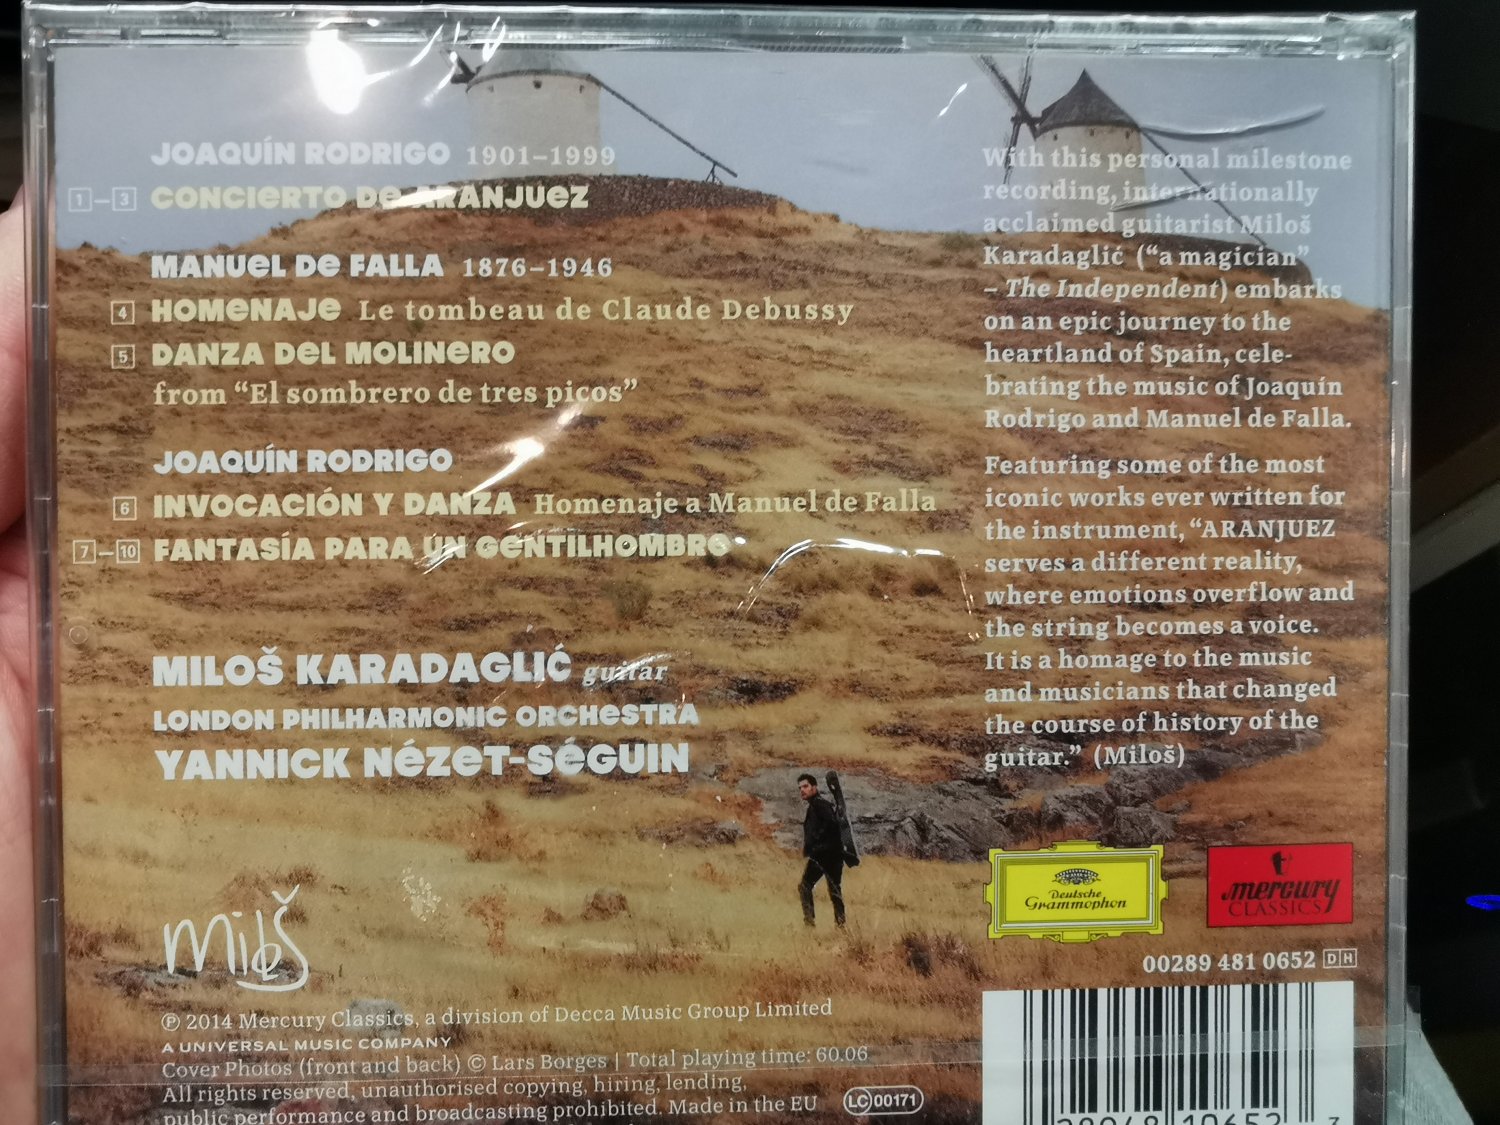 JOAQUÍN RODRIGO 1901–1999
1–3 CONCIERTO DE ARANJUEZ
MANUEL DE FALLA 1876–1946
4 HOMENAJE Le tombeau de Claude Debussy
5 DANZA DEL MOLINERO
from “El sombrero de tres picos”
JOAQUÍN RODRIGO
6 INVOCACIÓN Y DANZA Homenaje a Manuel de Falla
7–10 FANTASÍA PARA UN GENTILHOMBRE
MILOŠ KARADAGLIĆ guitar
LONDON PHILHARMONIC ORCHESTRA
YANNICK NÉZET-SÉGUIN
With this personal milestone
recording, internationally
acclaimed guitarist Miloš
Karadaglić (“a magician”
– The Independent) embarks
on an epic journey to the
heartland of Spain, cele-
brating the music of Joaquín
Rodrigo and Manuel de Falla.
Featuring some of the most
iconic works ever written for
the instrument, “ARANJUEZ
serves a different reality,
where emotions overflow and
the string becomes a voice.
It is a homage to the music
and musicians that changed
the course of history of the
guitar.” (Miloš)
Deutsche
Grammophon
mercury
CLASSICS
00289 481 0652 DH
miloš
℗ 2014 Mercury Classics, a division of Decca Music Group Limited
A UNIVERSAL MUSIC COMPANY
Cover Photos (front and back) © Lars Borges | Total playing time: 60.06
All rights reserved, unauthorised copying, hiring, lending,
public performance and broadcasting prohibited. Made in the EU
LC 00171